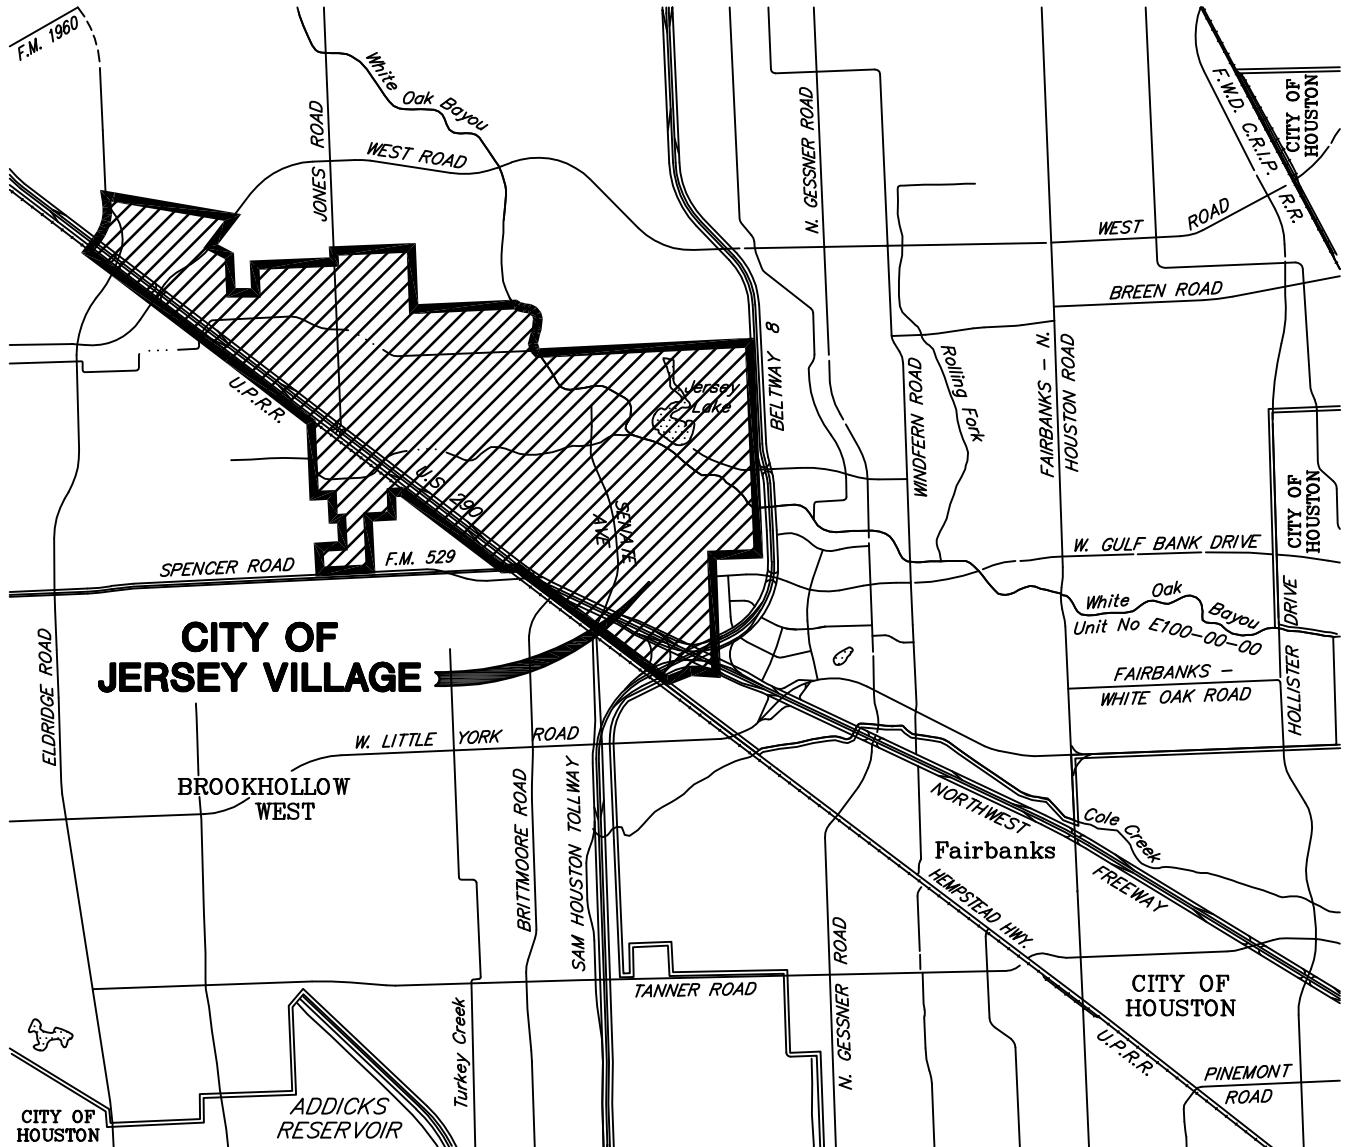 F.M. 1960
White
Oak Bayou
WEST ROAD
JONES ROAD
N. GESSNER ROAD
F.W.D. C.R.I.P. R.R.
CITY OF
HOUSTON
WEST ROAD
BREEN ROAD
BELTWAY 8
FAIRBANKS - N.
HOUSTON ROAD
WINDFERN ROAD
Rolling Fork
Jersey
Lake
U.P.R.R.
U.S. 290
SENATE
AVE
CITY OF
HOUSTON
SPENCER ROAD
F.M. 529
W. GULF BANK DRIVE
White Oak Bayou
Unit No E100-00-00
HOLLISTER DRIVE
CITY OF
JERSEY VILLAGE
ELDRIDGE ROAD
FAIRBANKS -
WHITE OAK ROAD
W. LITTLE YORK ROAD
BROOKHOLLOW
WEST
BRITTMOORE ROAD
SAM HOUSTON TOLLWAY
NORTHWEST
FREEWAY
Cole Creek
Fairbanks
HEMPSTEAD HWY.
TANNER ROAD
N. GESSNER ROAD
CITY OF
HOUSTON
Turkey Creek
U.P.R.R.
PINEMONT
ROAD
ADDICKS
RESERVOIR
CITY OF
HOUSTON